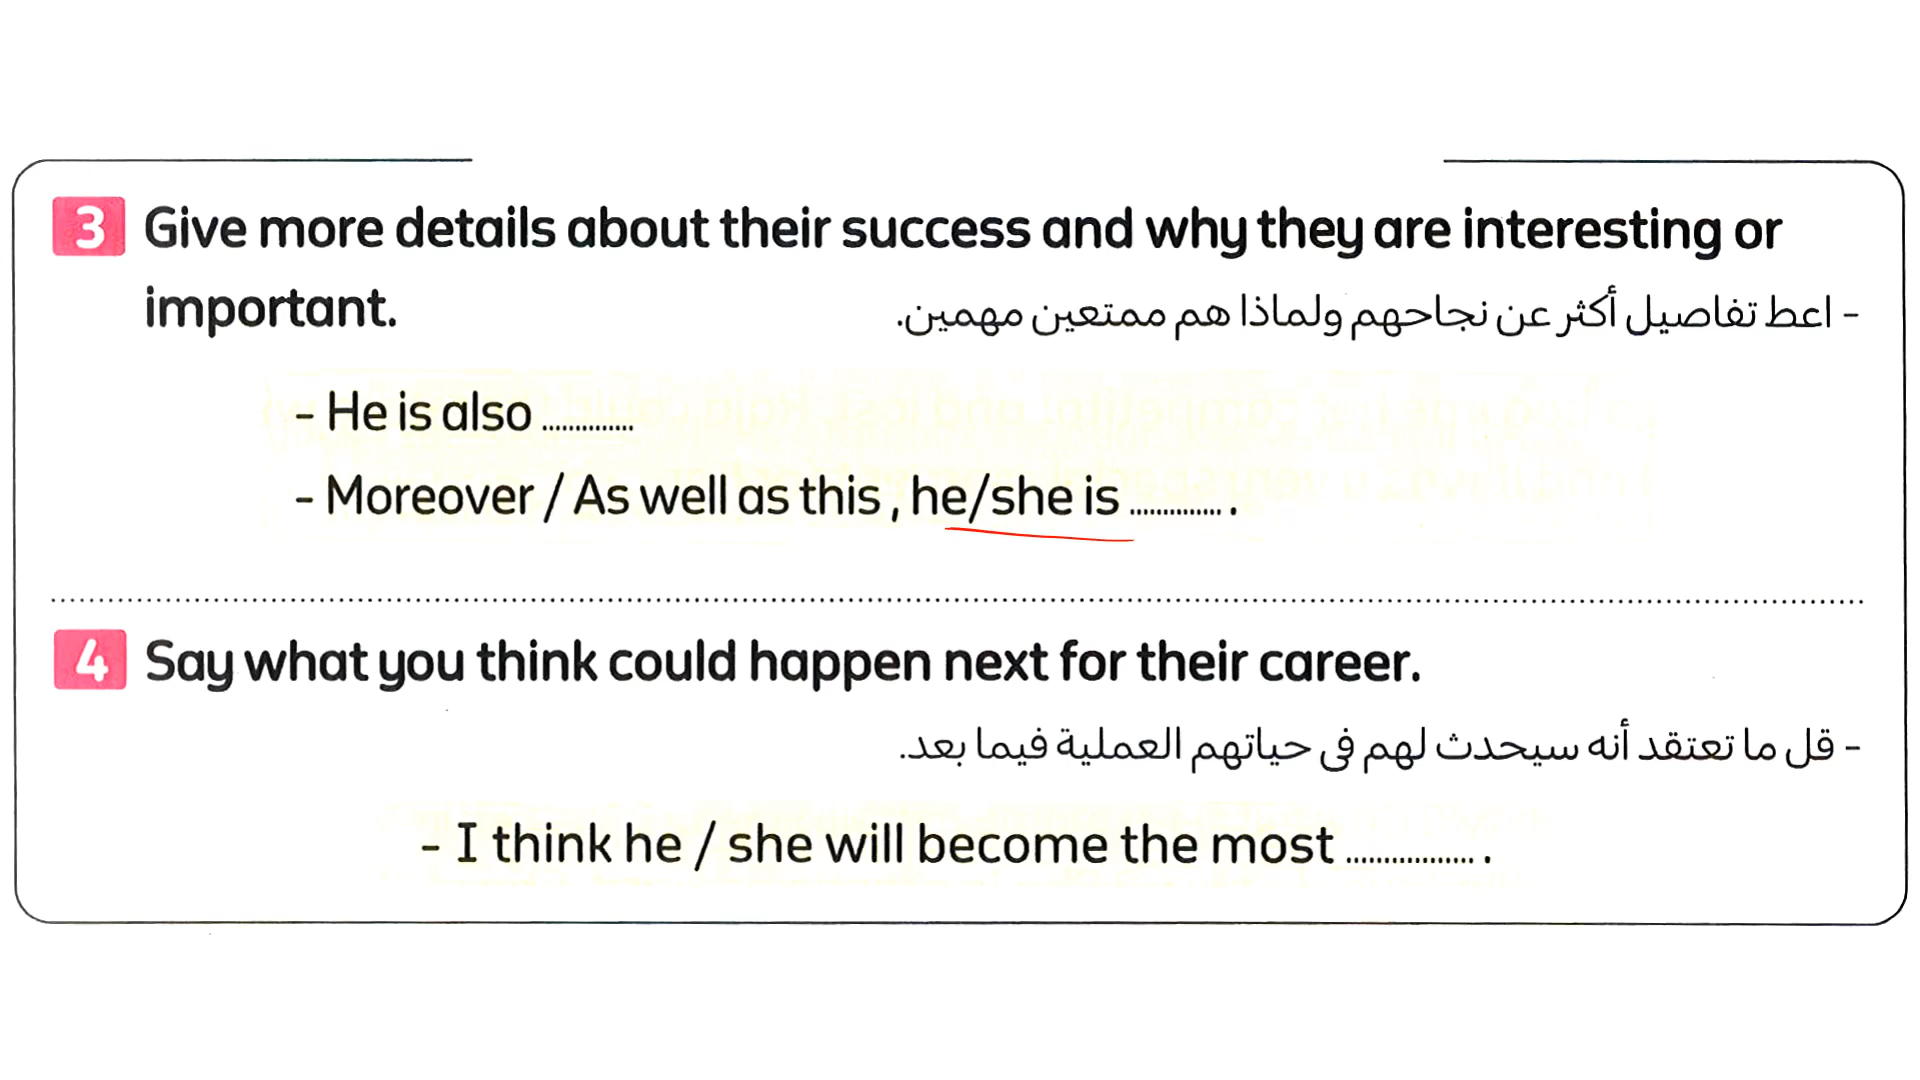 3 Give more details about their success and why they are interesting or
important.
- اعط تفاصيل أكثر عن نجاحهم ولماذا هم ممتعين مهمين.
- He is also ..............
- Moreover / As well as this , he/she is .............. .
4 Say what you think could happen next for their career.
- قل ما تعتقد أنه سيحدث لهم فى حياتهم العملية فيما بعد.
- I think he / she will become the most .................. .